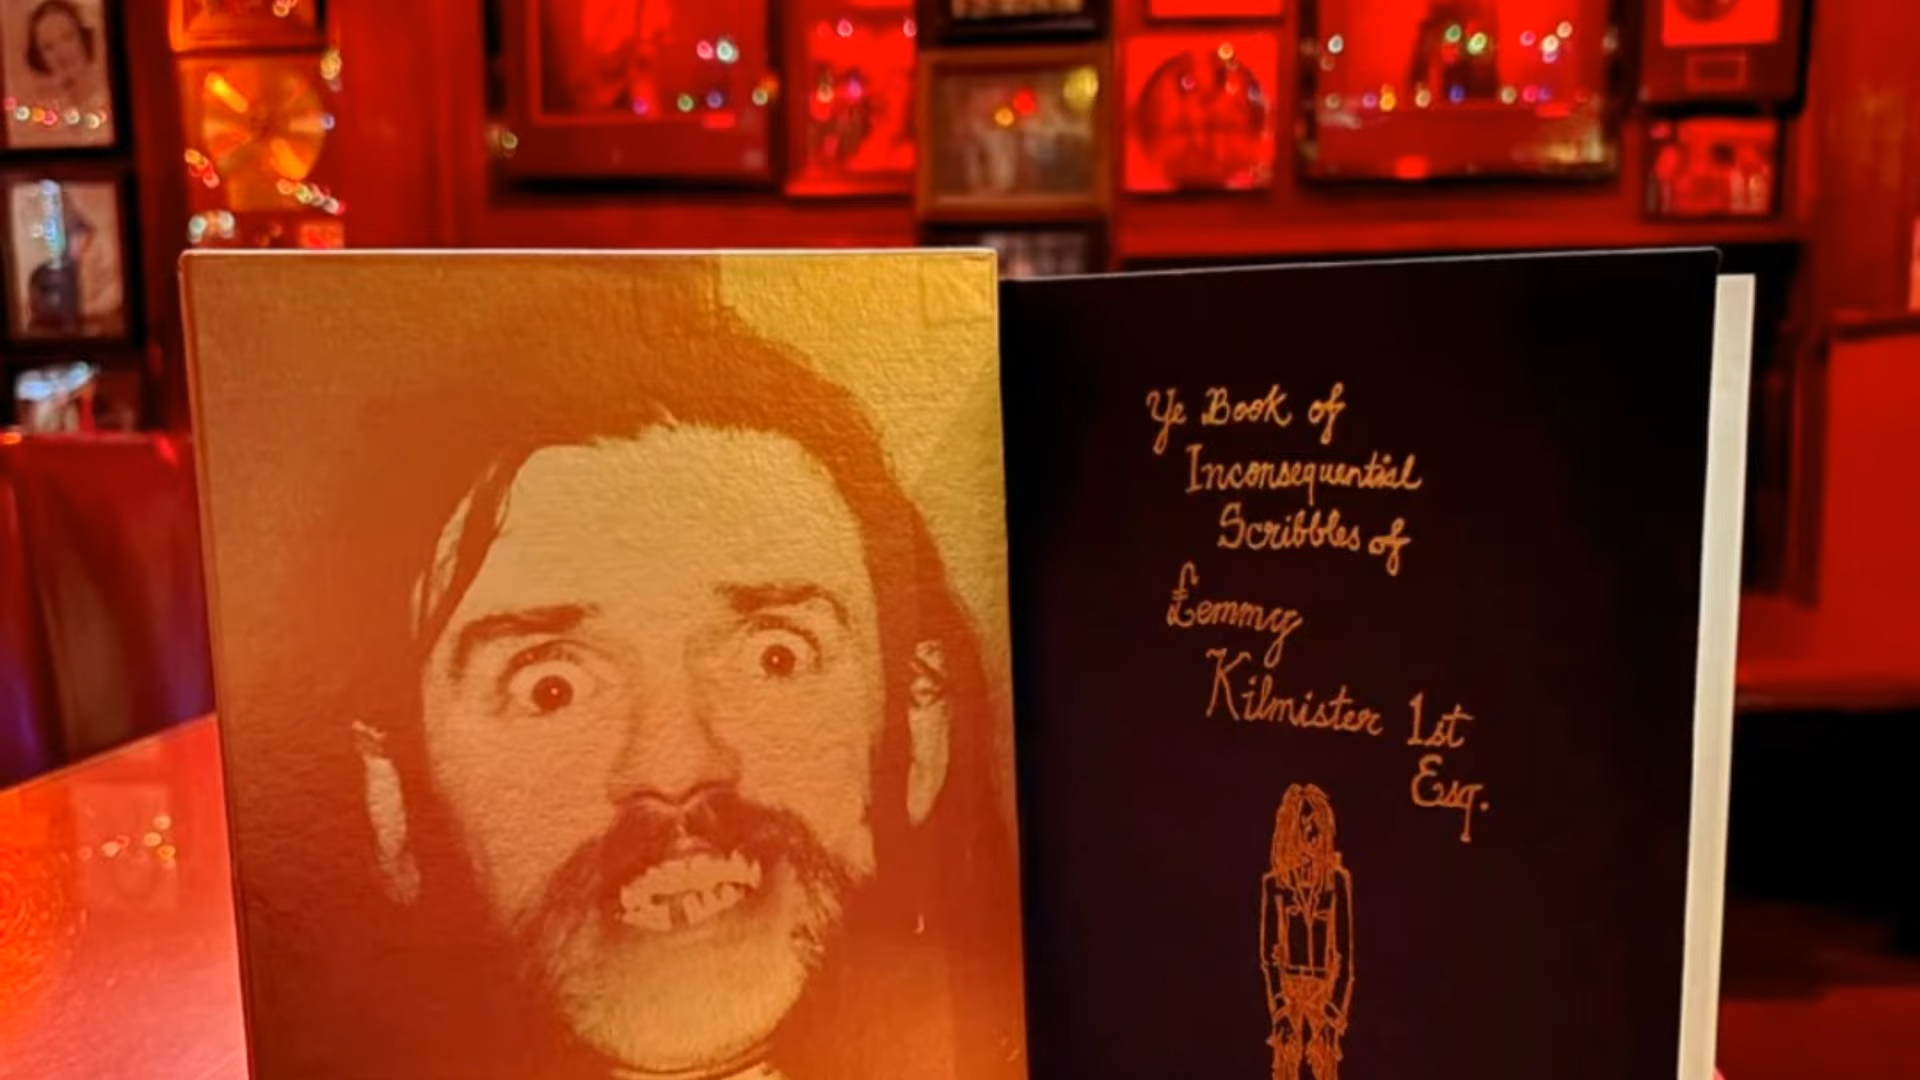 Ye Book of
Inconsequential
Scribbles of
Lemmy
Kilmister 1st
Esq.